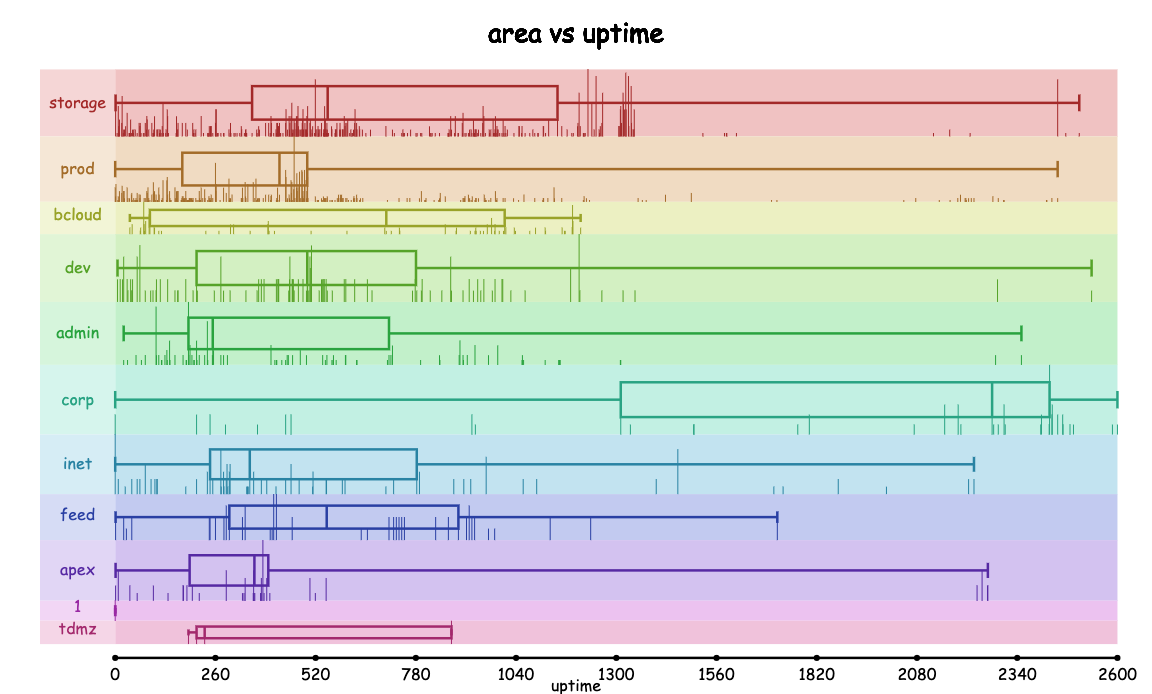 area vs uptime
storage
prod
bcloud
dev
admin
corp
inet
feed
apex
1
tdmz
0 260 520 780 1040 1300 1560 1820 2080 2340 2600
uptime